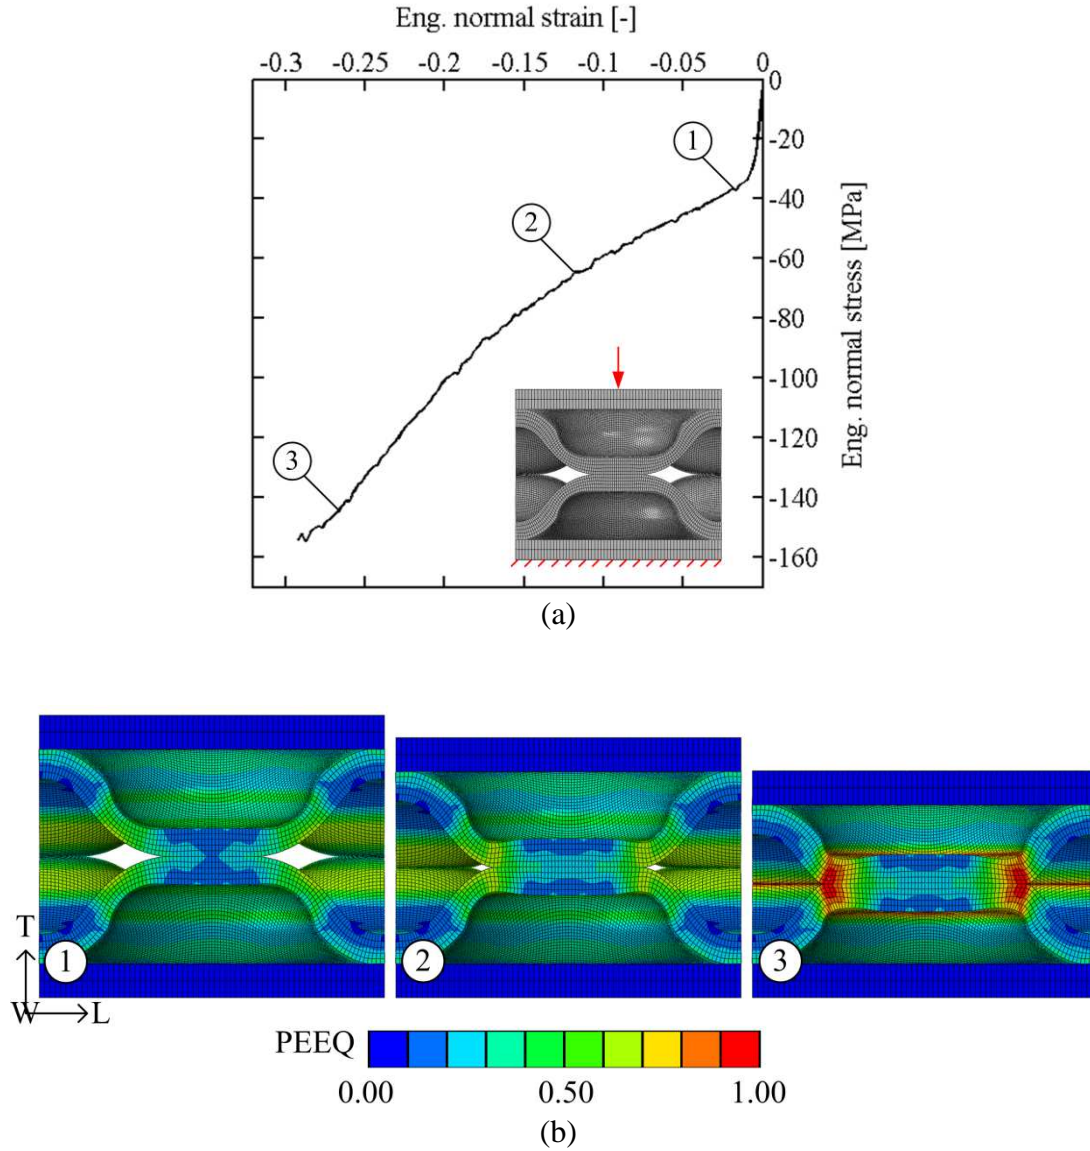 Eng. normal strain [-]
-0.3 -0.25 -0.2 -0.15 -0.1 -0.05 0
0
-20
-40
-60
-80
-100
-120
-140
-160
Eng. normal stress [MPa]
1
2
3
(a)
T
W L
1
2
3
PEEQ
0.00 0.50 1.00
(b)